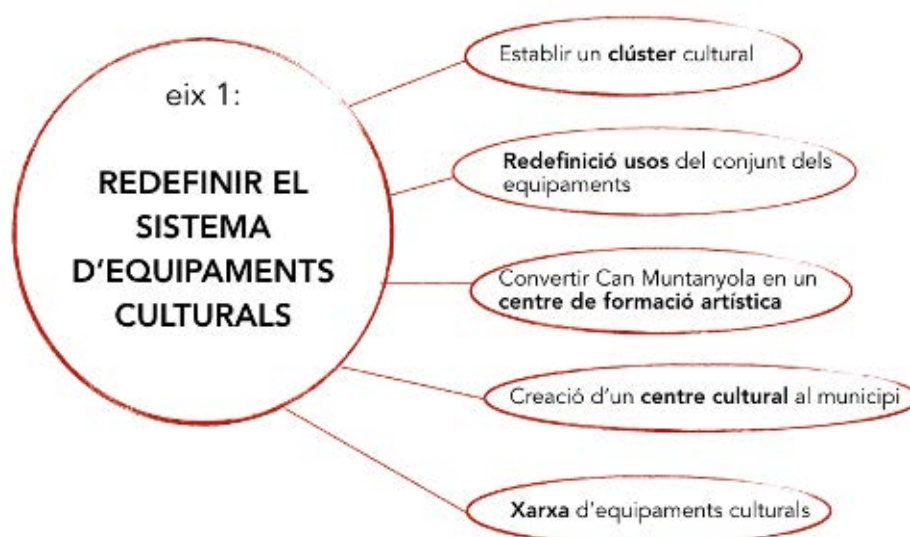 eix 1:
REDEFINIR EL
SISTEMA
D'EQUIPAMENTS
CULTURALS
Establir un clúster cultural
Redefinició usos del conjunt dels
equipaments
Convertir Can Muntanyola en un
centre de formació artística
Creació d'un centre cultural al municipi
Xarxa d'equipaments culturals